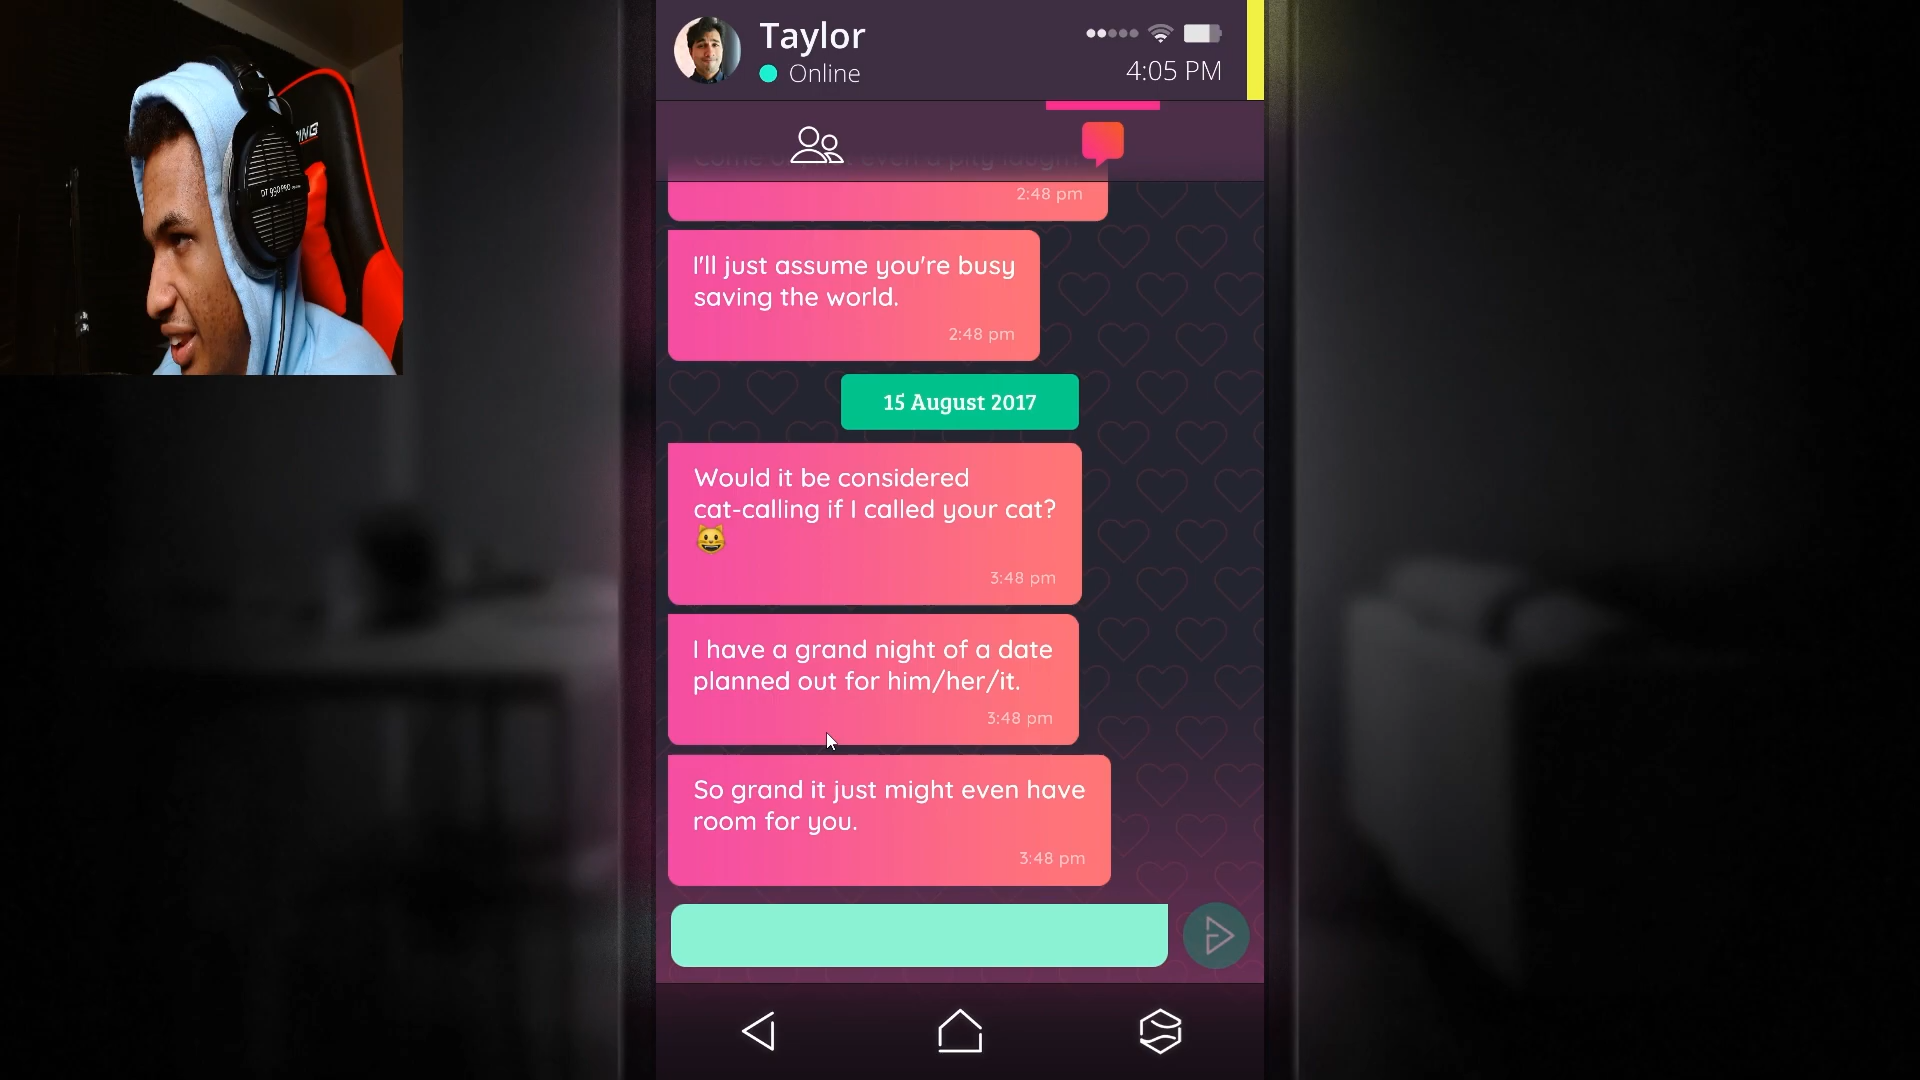 Taylor
Online
4:05 PM
2:48 pm
I'll just assume you're busy
saving the world.
2:48 pm
15 August 2017
Would it be considered
cat-calling if I called your cat?
😺
3:48 pm
I have a grand night of a date
planned out for him/her/it.
3:48 pm
So grand it just might even have
room for you.
3:48 pm
DT 990 PRO